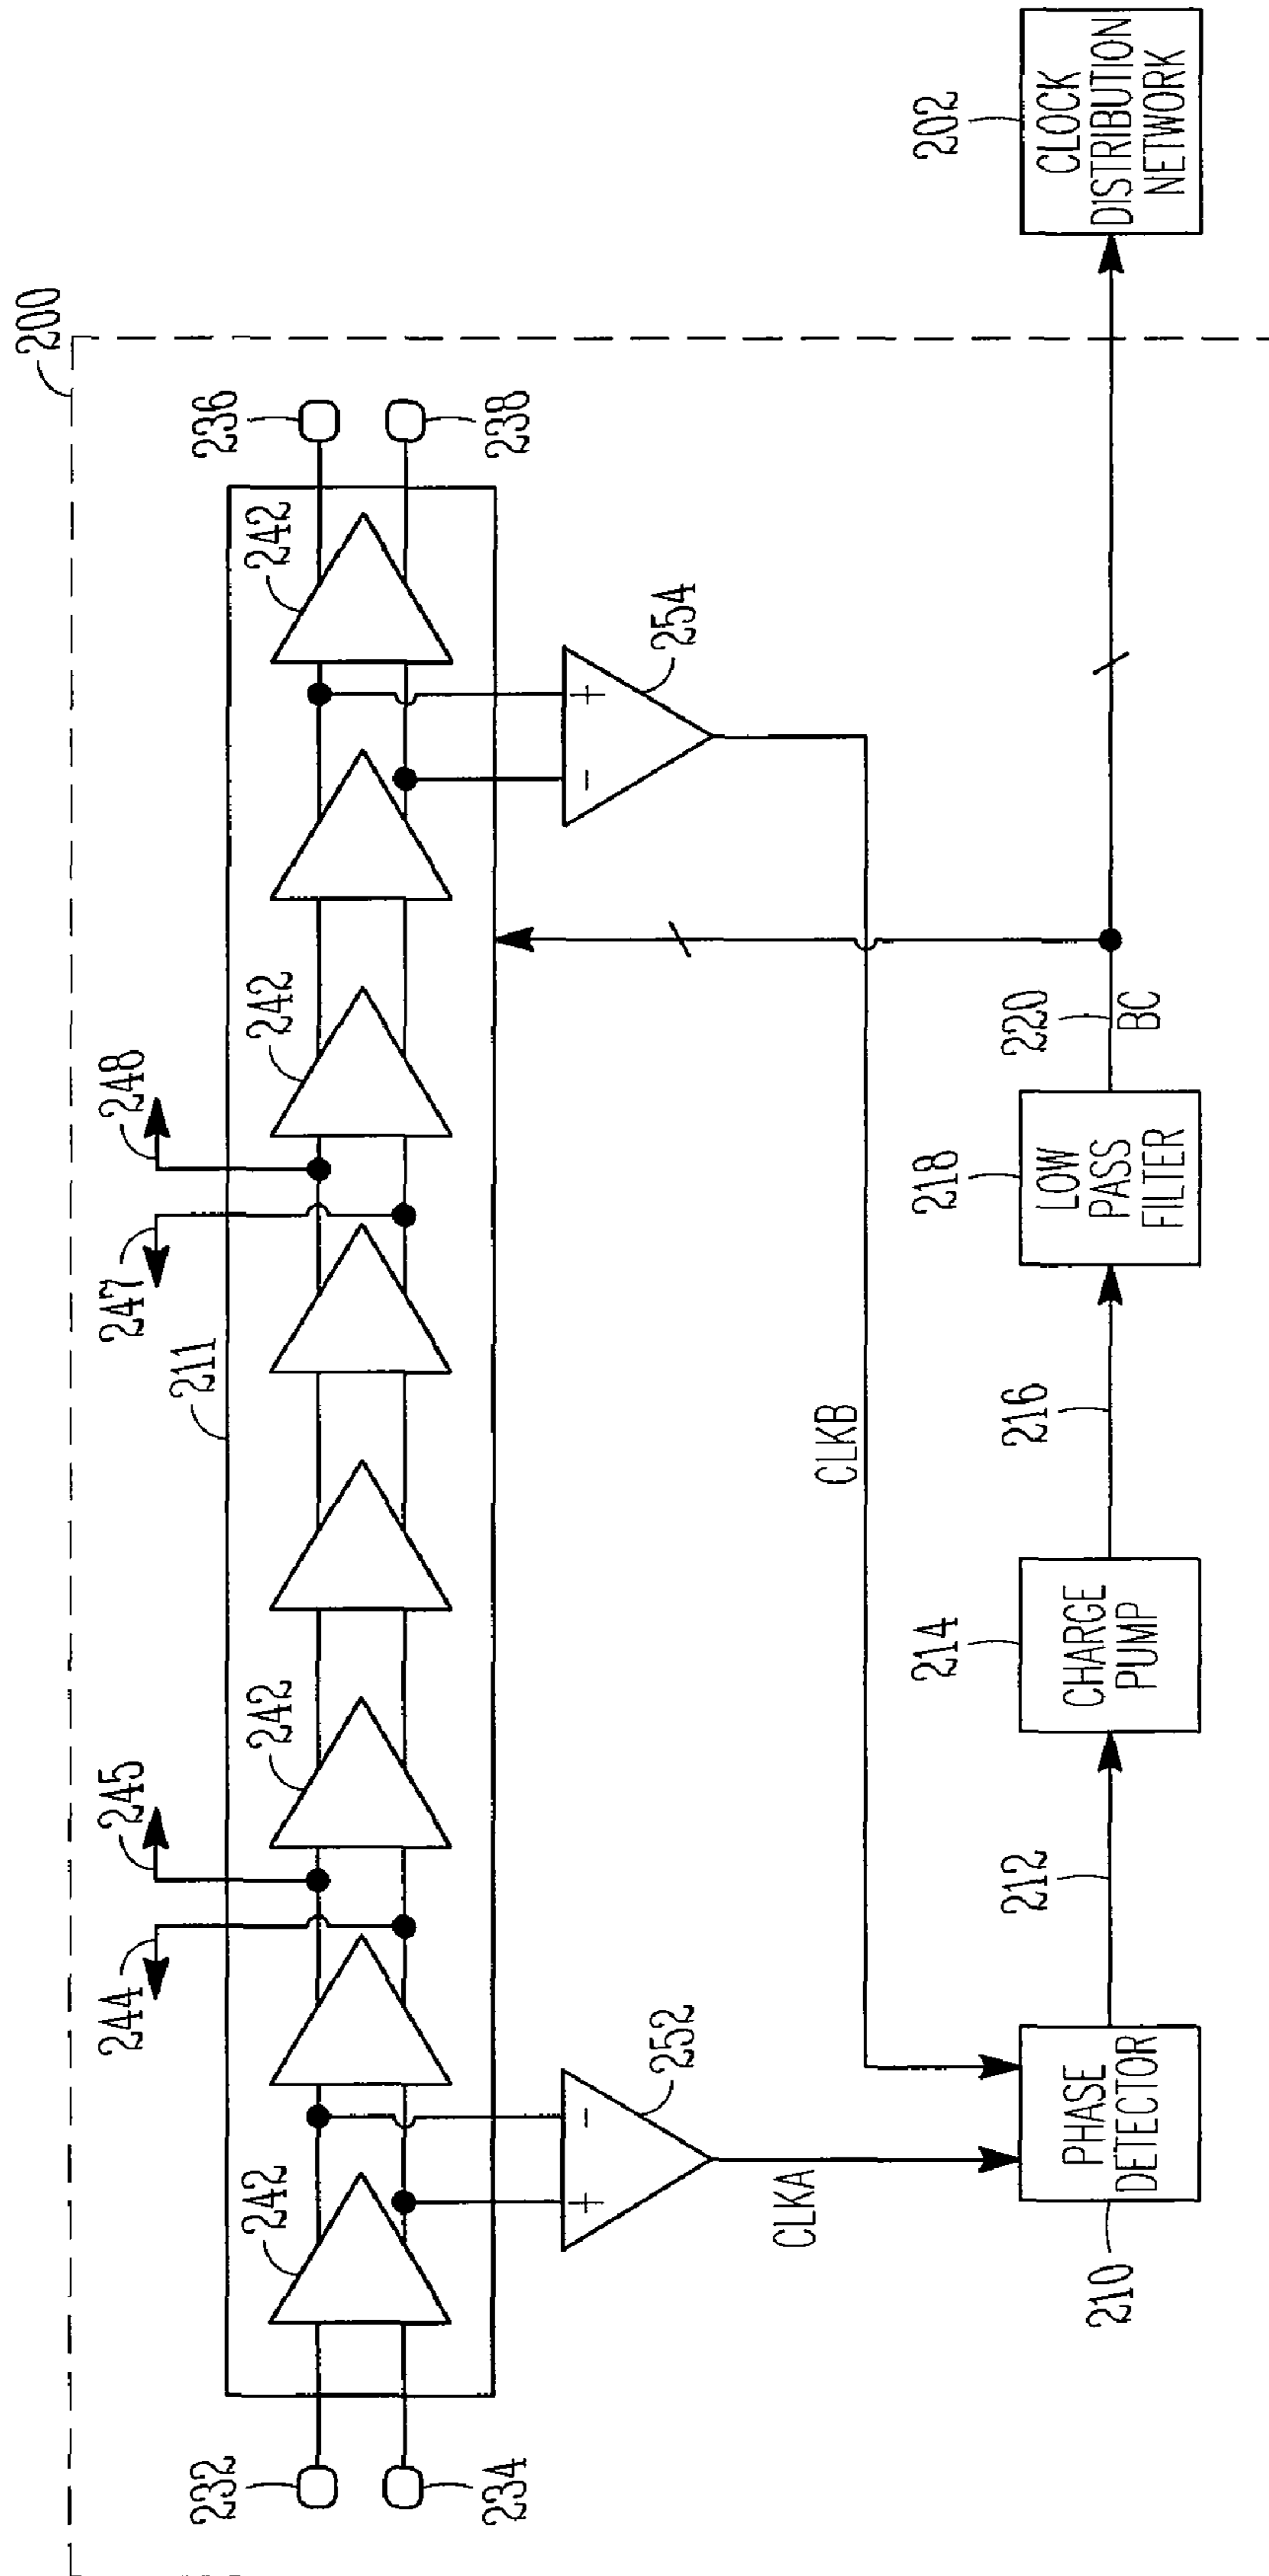 200
211
244
245
247
248
232
234
242
242
242
242
236
238
252
254
CLKA
CLKB
210
PHASE
DETECTOR
212
214
CHARGE
PUMP
216
218
LOW
PASS
FILTER
220
BC
202
CLOCK
DISTRIBUTION
NETWORK
+
-
-
+